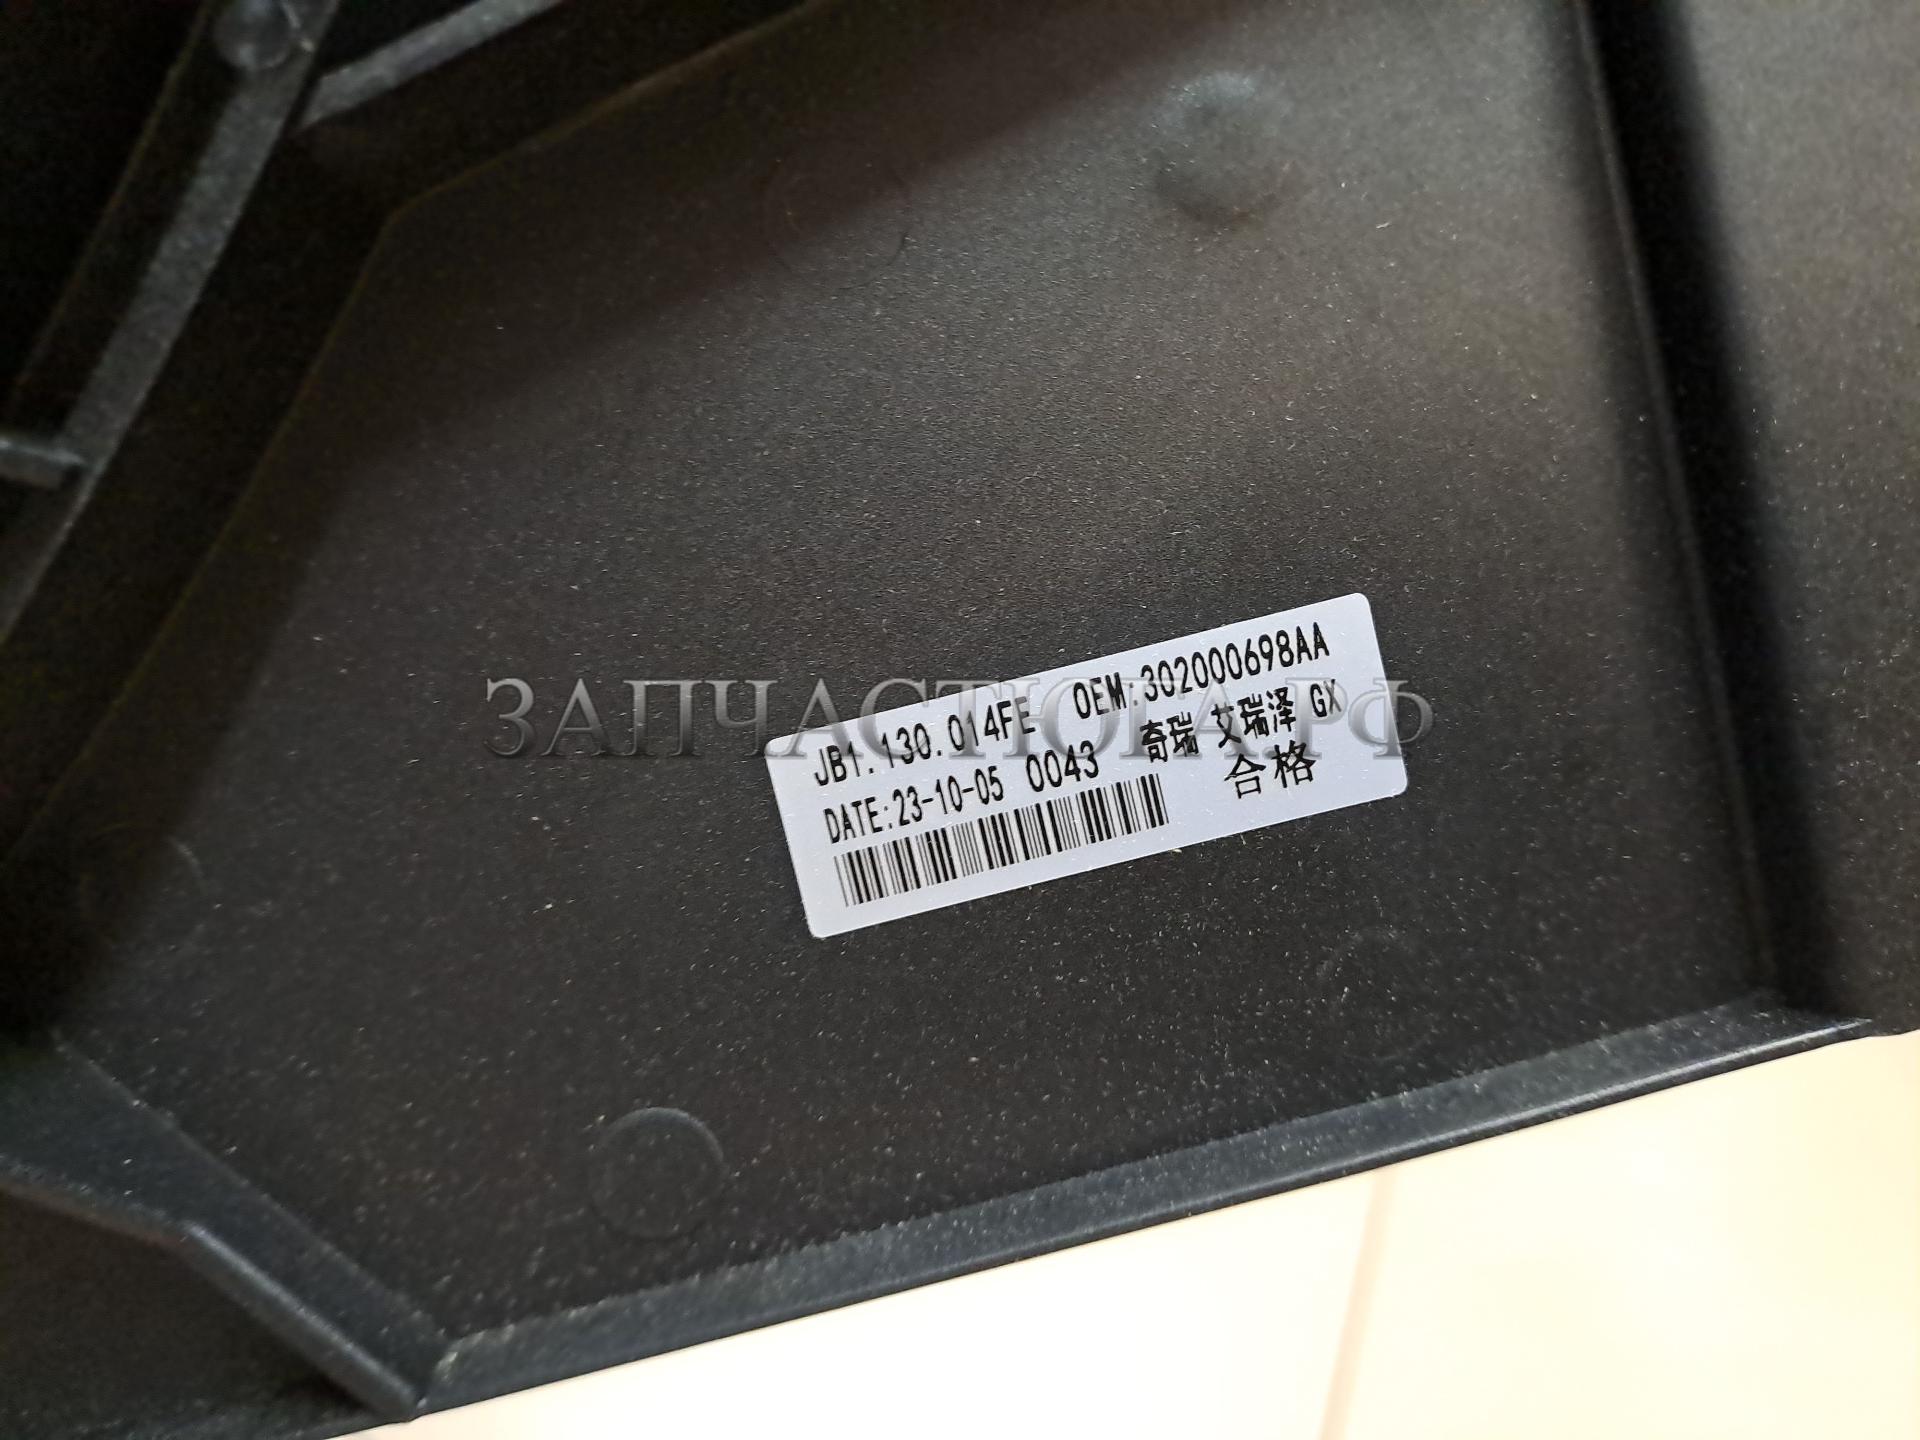 JB1.130.014FE OEM:302000698AA
DATE:23-10-05 0043 奇瑞 艾瑞泽 GX
合格
ЗАПЧАСТЮГА.РФ